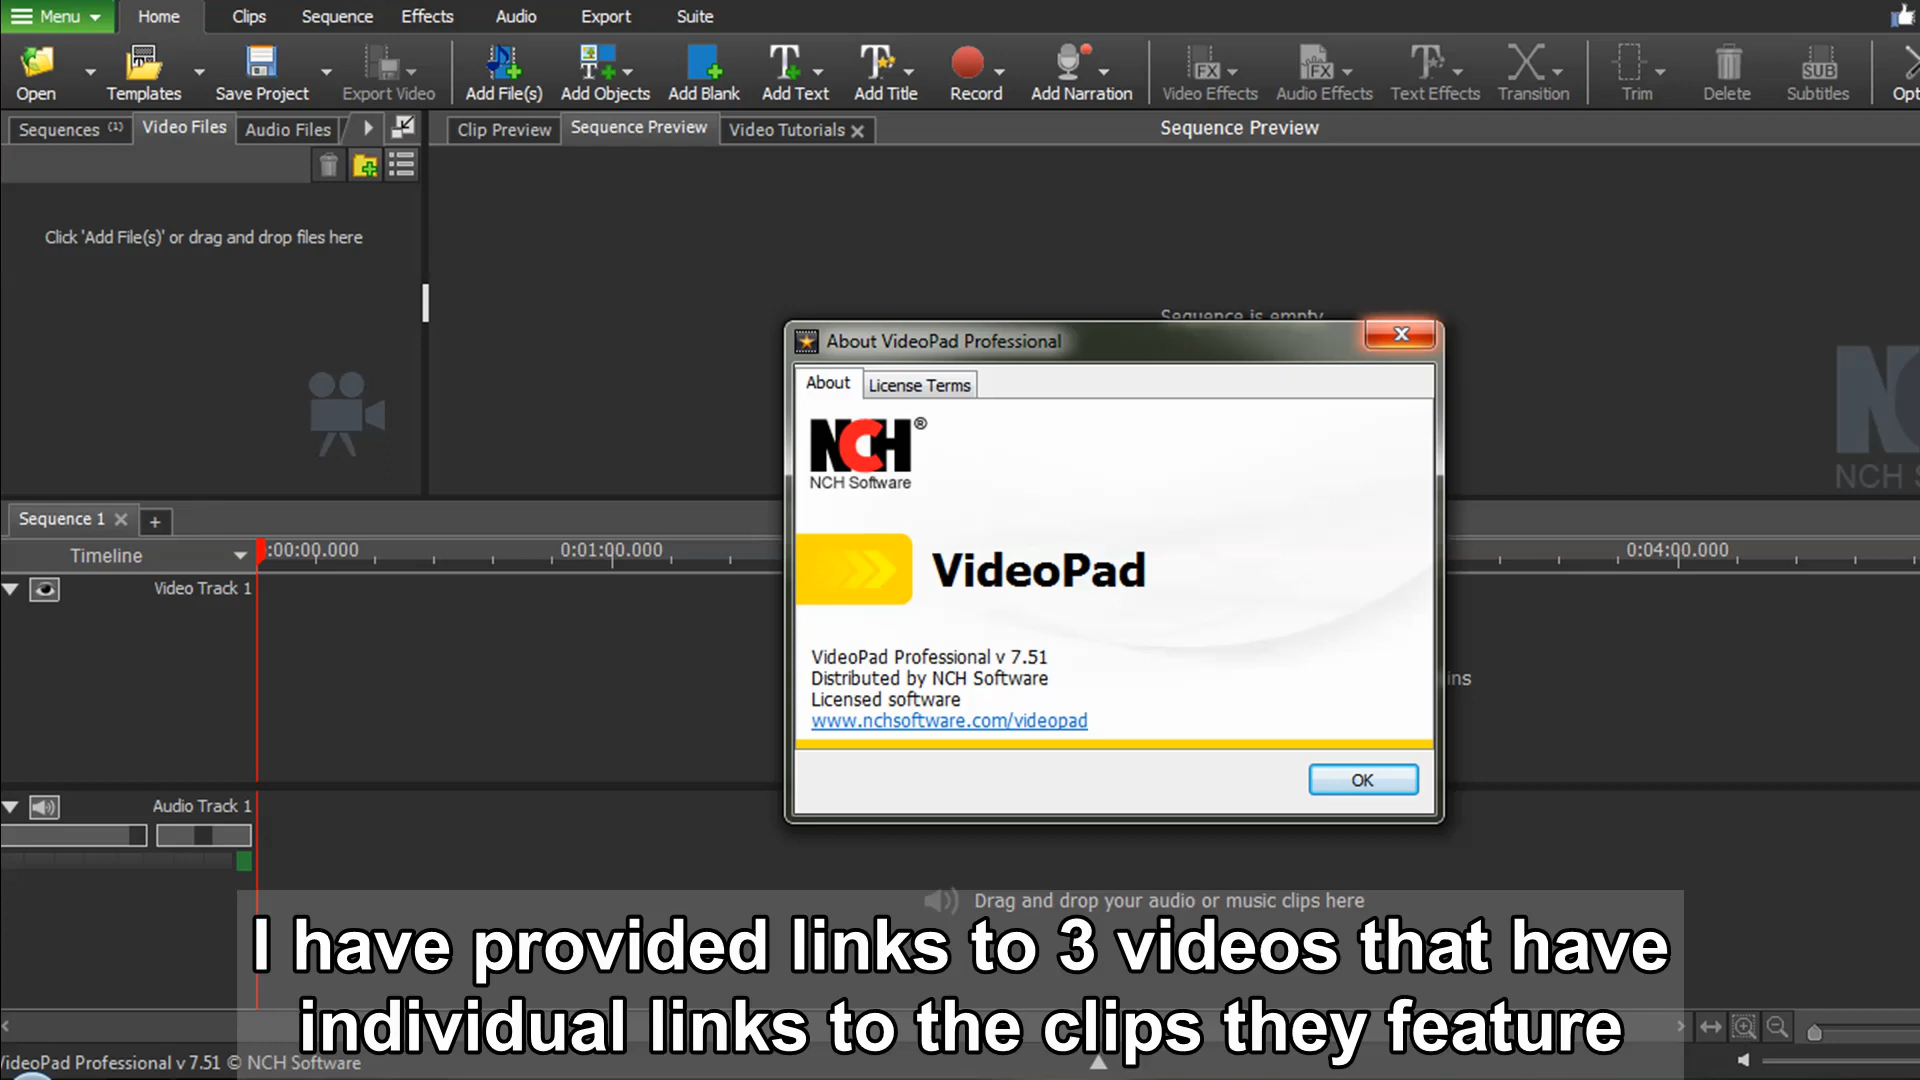 Menu Home Clips Sequence Effects Audio Export Suite
Open Templates Save Project Export Video Add File(s) Add Objects Add Blank Add Text Add Title Record Add Narration Video Effects Audio Effects Text Effects Transition Trim Delete Subtitles
Sequences (1) Video Files Audio Files Clip Preview Sequence Preview Video Tutorials Sequence Preview
Click 'Add File(s)' or drag and drop files here
Sequence is empty
About VideoPad Professional
About License Terms
NCH®
NCH Software
VideoPad
VideoPad Professional v 7.51
Distributed by NCH Software
Licensed software
www.nchsoftware.com/videopad
OK
NCH
Sequence 1
Timeline :00:00.000 0:01:00.000 0:04:00.000
Video Track 1
Audio Track 1
Drag and drop your audio or music clips here
I have provided links to 3 videos that have
individual links to the clips they feature
VideoPad Professional v 7.51 © NCH Software